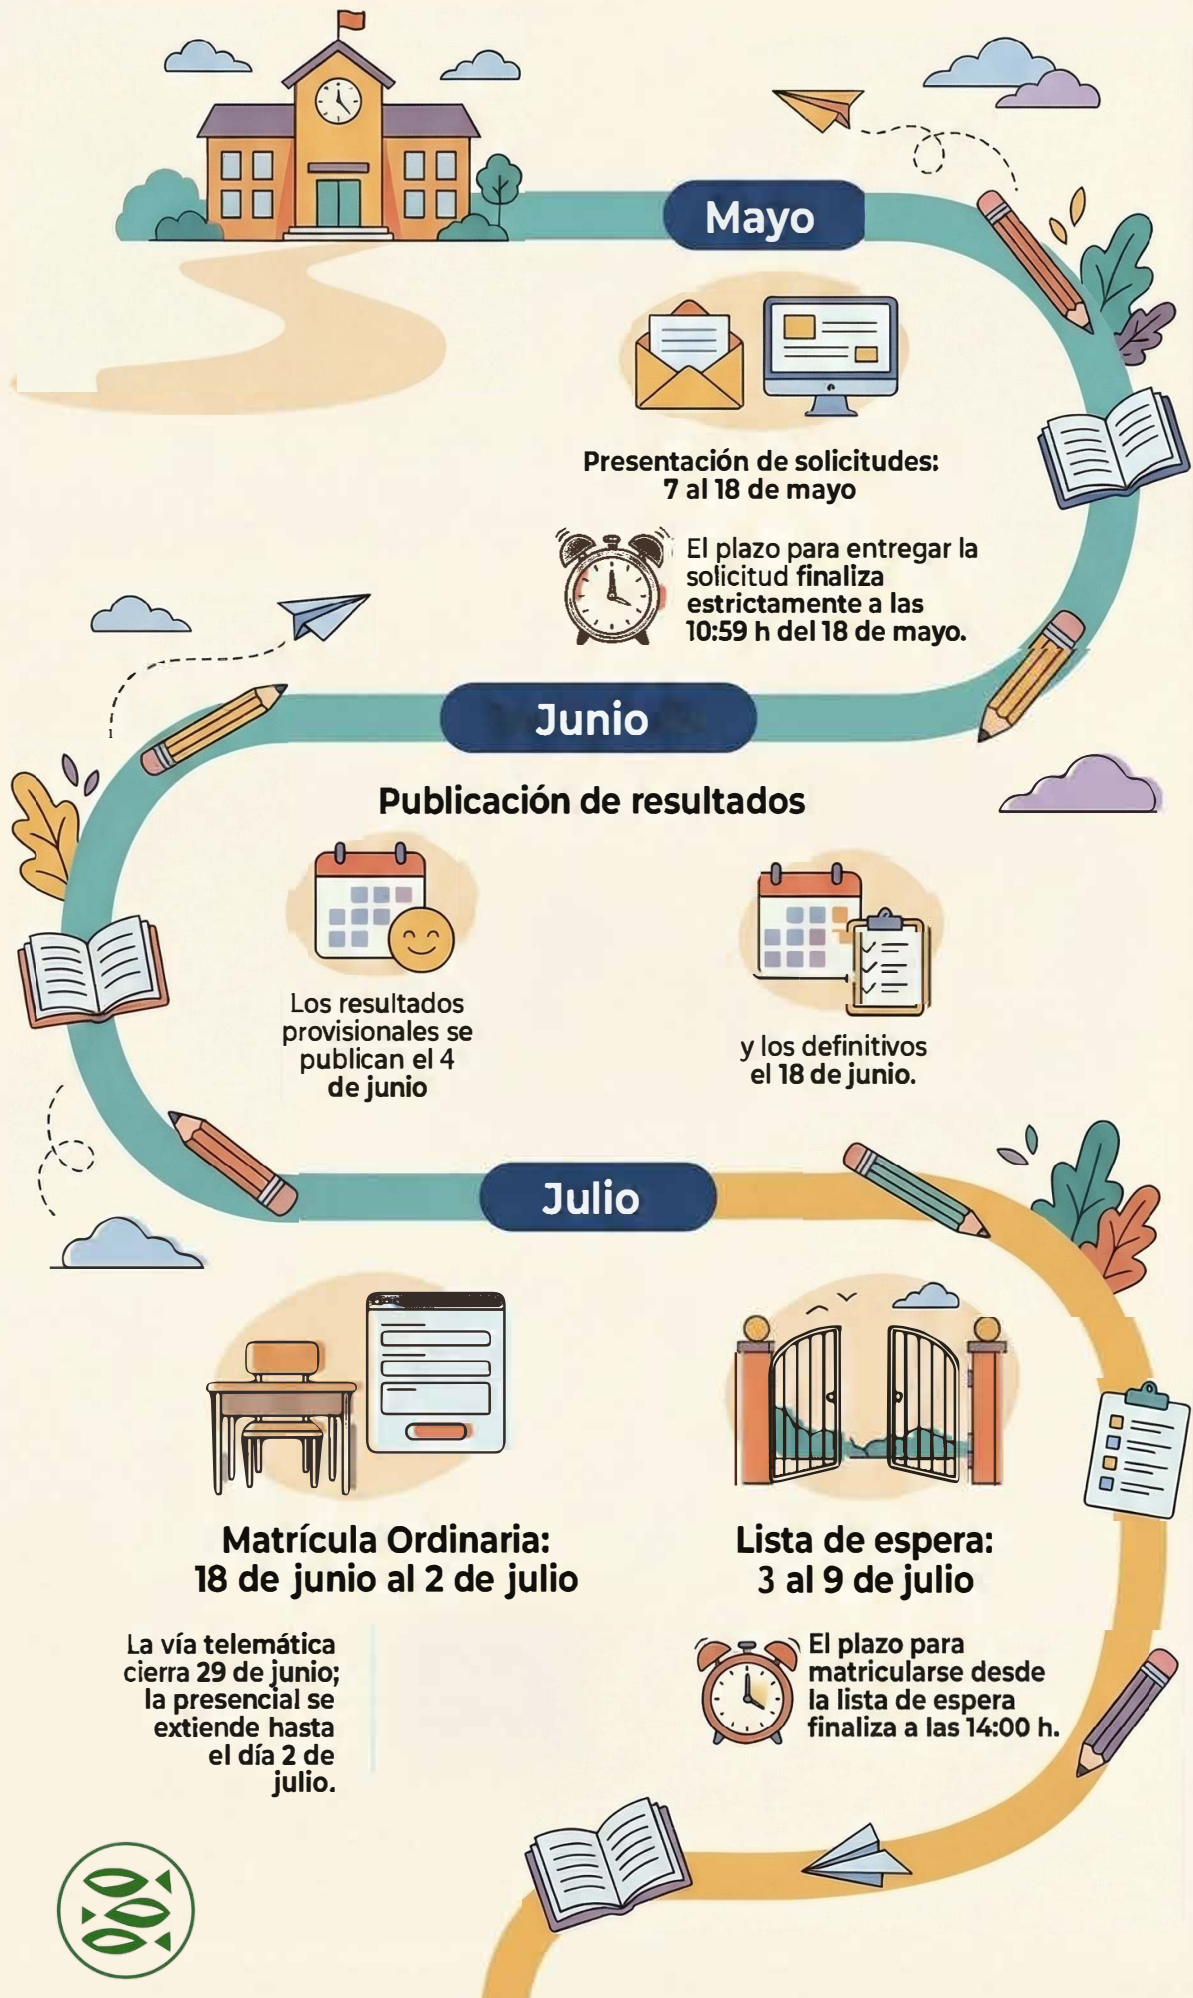 Mayo
Presentación de solicitudes:
7 al 18 de mayo
El plazo para entregar la
solicitud finaliza
estrictamente a las
10:59 h del 18 de mayo.
Junio
Publicación de resultados
Los resultados
provisionales se
publican el 4
de junio
y los definitivos
el 18 de junio.
Julio
Matrícula Ordinaria:
18 de junio al 2 de julio
La vía telemática
cierra 29 de junio;
la presencial se
extiende hasta
el día 2 de
julio.
Lista de espera:
3 al 9 de julio
El plazo para
matricularse desde
la lista de espera
finaliza a las 14:00 h.